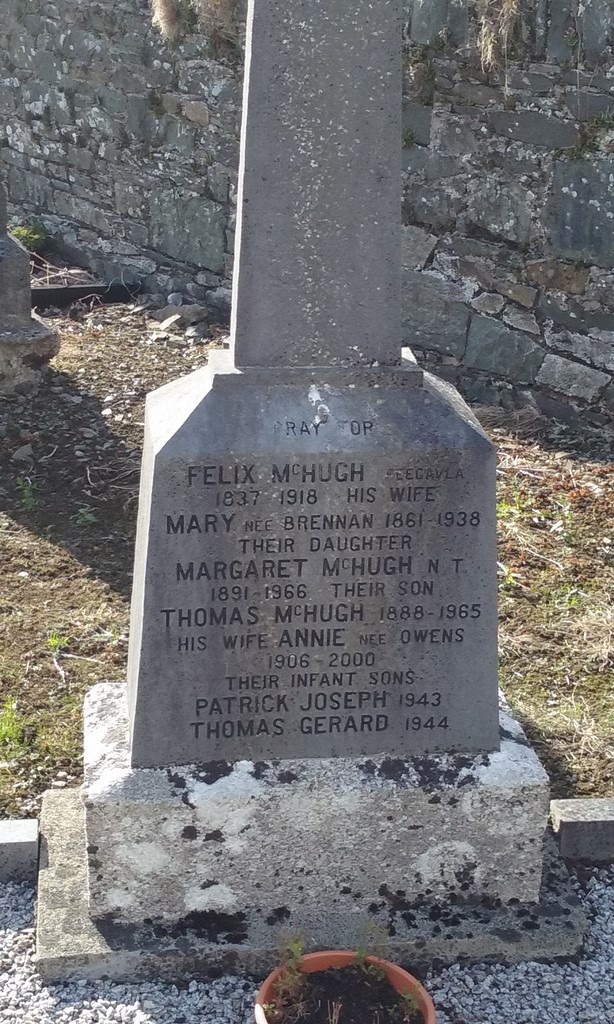 PRAY FOR
FELIX McHUGH
1837-1918 HIS WIFE
MARY NEE BRENNAN 1861-1938
THEIR DAUGHTER
MARGARET McHUGH N.T.
1891-1966 THEIR SON
THOMAS McHUGH 1888-1965
HIS WIFE ANNIE NEE OWENS
1906-2000
THEIR INFANT SONS
PATRICK JOSEPH 1943
THOMAS GERARD 1944